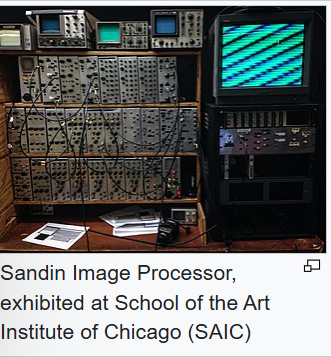 Sandin Image Processor,
exhibited at School of the Art
Institute of Chicago (SAIC)